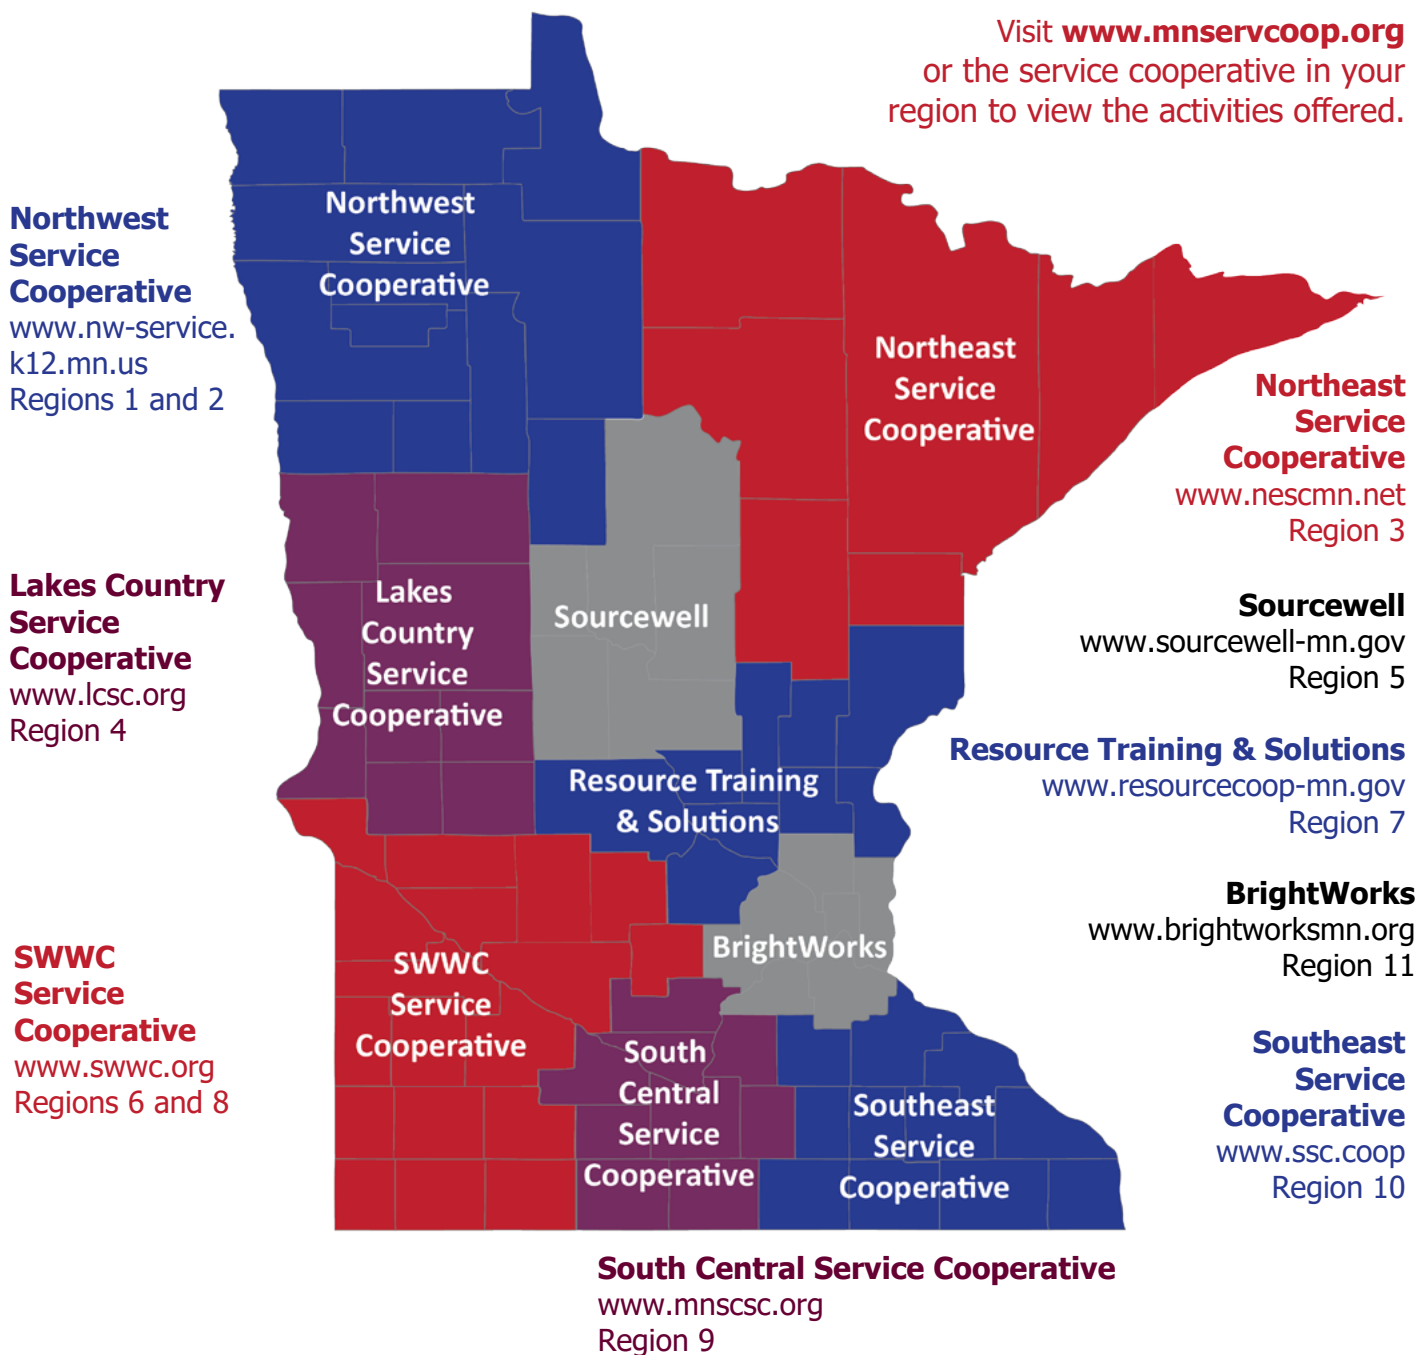 Visit www.mnservcoop.org
or the service cooperative in your
region to view the activities offered.
Northwest
Service
Cooperative
www.nw-service.
k12.mn.us
Regions 1 and 2
Northwest
Service
Cooperative
Northeast
Service
Cooperative
Northeast
Service
Cooperative
www.nescmn.net
Region 3
Lakes Country
Service
Cooperative
www.lcsc.org
Region 4
Lakes
Country
Service
Cooperative
Sourcewell
Sourcewell
www.sourcewell-mn.gov
Region 5
Resource Training
& Solutions
Resource Training & Solutions
www.resourcecoop-mn.gov
Region 7
BrightWorks
BrightWorks
www.brightworksmn.org
Region 11
SWWC
Service
Cooperative
www.swwc.org
Regions 6 and 8
SWWC
Service
Cooperative
South
Central
Service
Cooperative
Southeast
Service
Cooperative
Southeast
Service
Cooperative
www.ssc.coop
Region 10
South Central Service Cooperative
www.mnscsc.org
Region 9